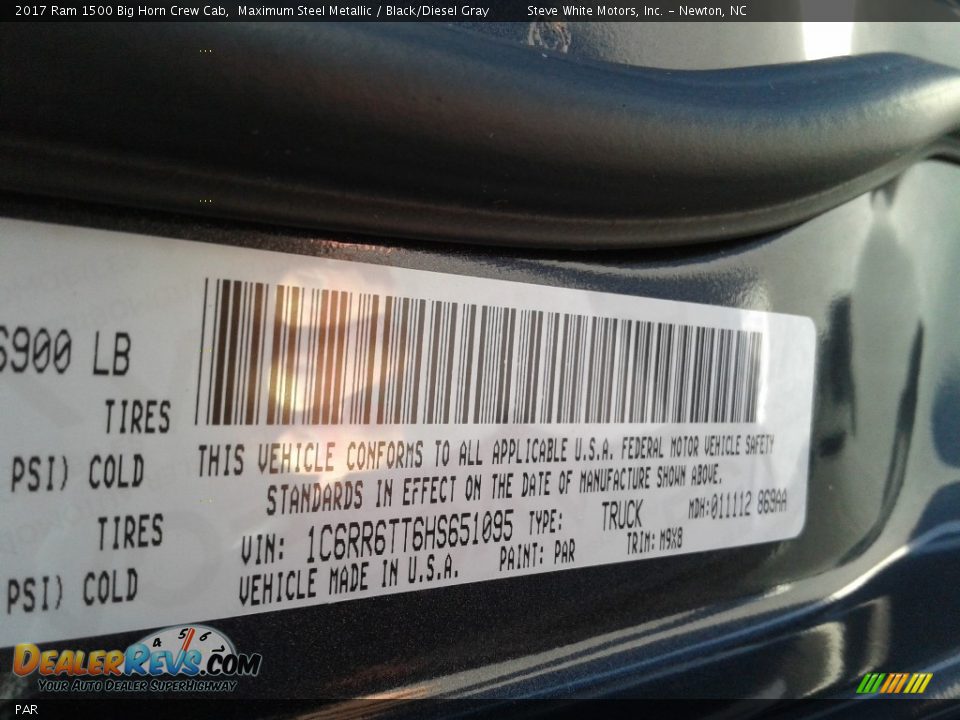 2017 Ram 1500 Big Horn Crew Cab, Maximum Steel Metallic / Black/Diesel Gray Steve White Motors, Inc. - Newton, NC
6900 LB
TIRES
PSI) COLD
TIRES
PSI) COLD
THIS VEHICLE CONFORMS TO ALL APPLICABLE U.S.A. FEDERAL MOTOR VEHICLE SAFETY
STANDARDS IN EFFECT ON THE DATE OF MANUFACTURE SHOWN ABOVE.
VIN: 1C6RR6TT6HS651095 TYPE: TRUCK MDH:011112 869AA
VEHICLE MADE IN U.S.A. PAINT: PAR TRIM: M9X8
4 5 6
DealerRevs.com
Your Auto Dealer SuperHighway
PAR